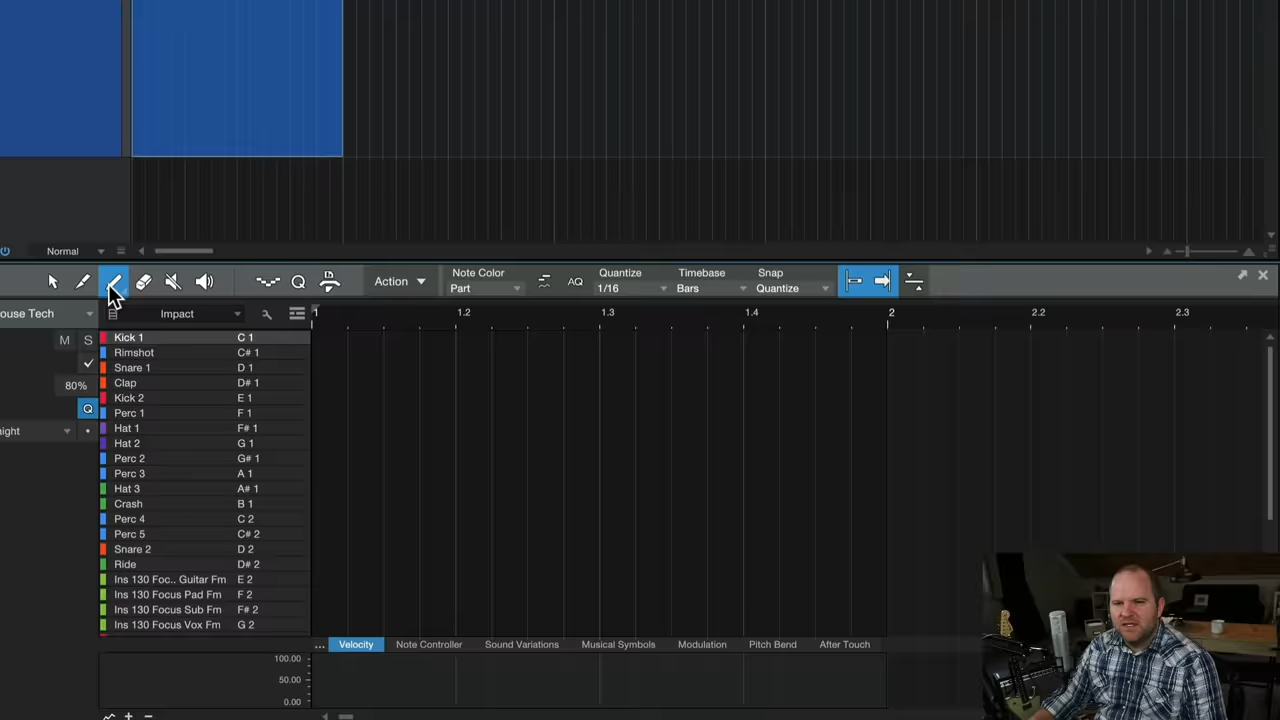 Normal
Action
Note Color
Part
AQ
Quantize
1/16
Timebase
Bars
Snap
Quantize
ouse Tech
Impact
1
1.2
1.3
1.4
2
2.2
2.3
M S
80%
Q
aight
Kick 1 C 1
Rimshot C# 1
Snare 1 D 1
Clap D# 1
Kick 2 E 1
Perc 1 F 1
Hat 1 F# 1
Hat 2 G 1
Perc 2 G# 1
Perc 3 A 1
Hat 3 A# 1
Crash B 1
Perc 4 C 2
Perc 5 C# 2
Snare 2 D 2
Ride D# 2
Ins 130 Foc.. Guitar Fm E 2
Ins 130 Focus Pad Fm F 2
Ins 130 Focus Sub Fm F# 2
Ins 130 Focus Vox Fm G 2
... Velocity Note Controller Sound Variations Musical Symbols Modulation Pitch Bend After Touch
100.00
50.00
0.00